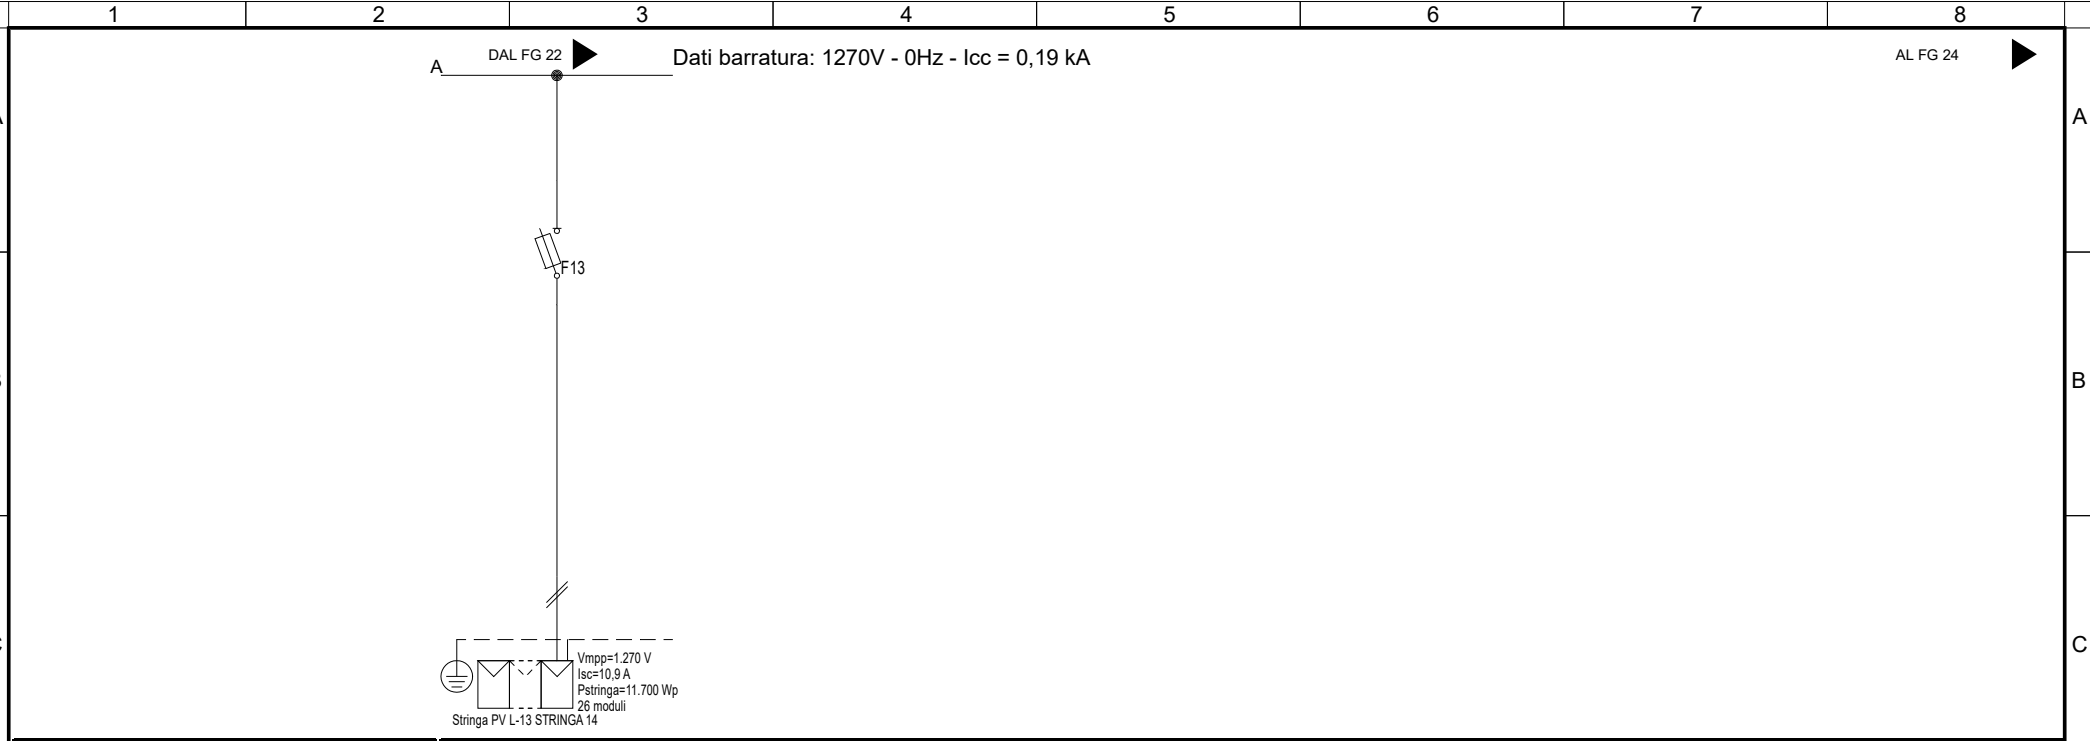 1 2 3 4 5 6 7 8
DAL FG 22
Dati barratura: 1270V - 0Hz - Icc = 0,19 kA
AL FG 24
A
A
F13
B
C
Vmpp=1.270 V
Isc=10,9 A
Pstringa=11.700 Wp
26 moduli
Stringa PV L-13 STRINGA 14